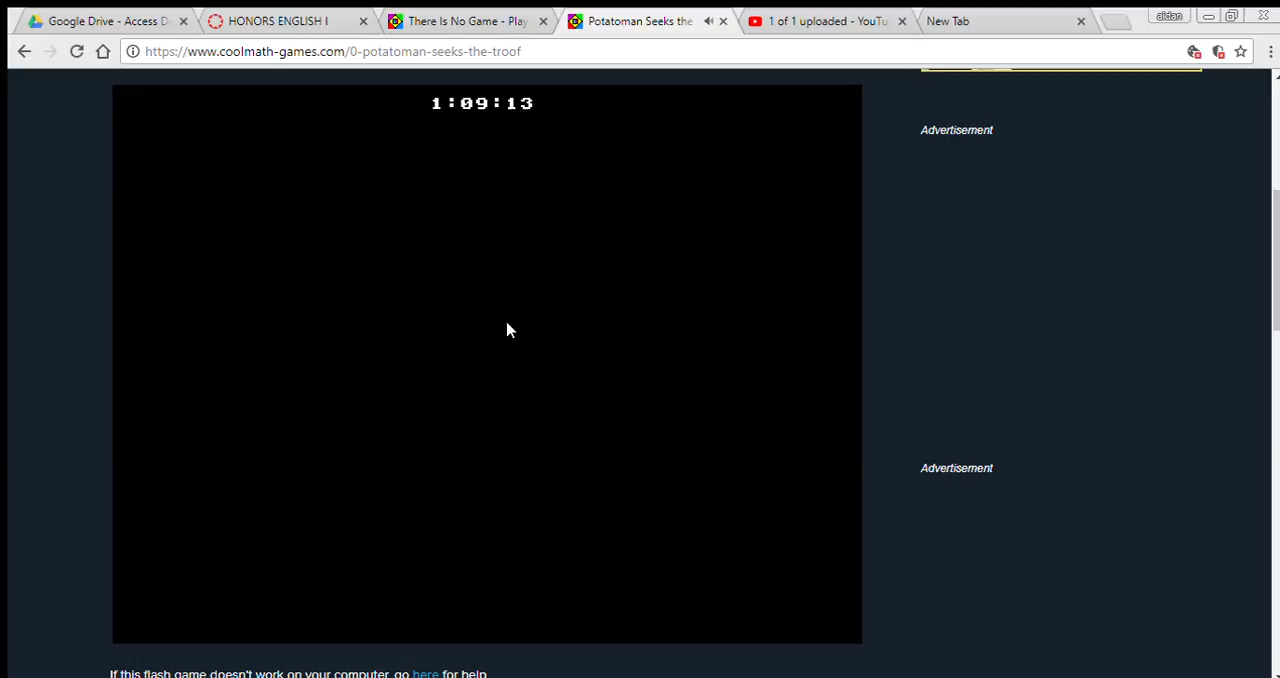 Google Drive - Access D
HONORS ENGLISH I
There Is No Game - Play
Potatoman Seeks the
1 of 1 uploaded - YouTu
New Tab
aidan
https://www.coolmath-games.com/0-potatoman-seeks-the-troof
1:09:13
Advertisement
Advertisement
If this flash game doesn't work on your computer, go here for help